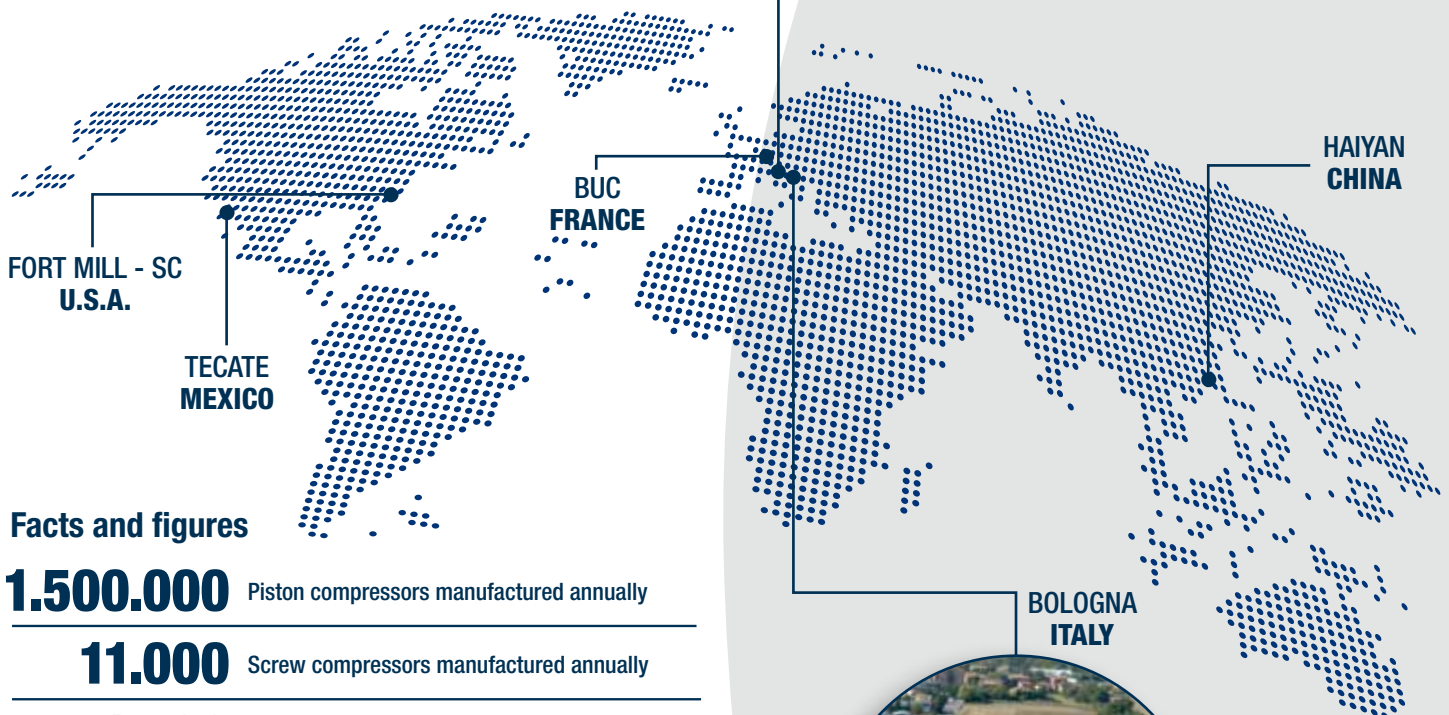 HAIYAN
CHINA
BUC
FRANCE
FORT MILL - SC
U.S.A.
TECATE
MEXICO
Facts and figures
1.500.000 Piston compressors manufactured annually
11.000 Screw compressors manufactured annually
BOLOGNA
ITALY